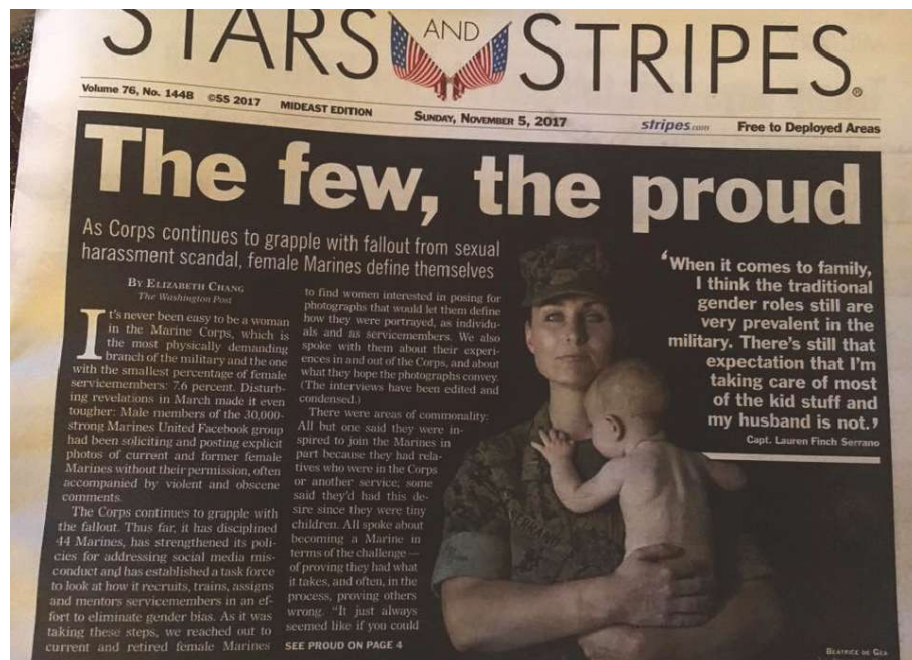 STARS AND STRIPES®
Volume 76, No. 144B ©SS 2017 MIDEAST EDITION SUNDAY, NOVEMBER 5, 2017 stripes.com Free to Deployed Areas
The few, the proud
As Corps continues to grapple with fallout from sexual
harassment scandal, female Marines define themselves
BY ELIZABETH CHANG
The Washington Post
It's never been easy to be a woman
in the Marine Corps, which is
the most physically demanding
branch of the military and the one
with the smallest percentage of female
servicemembers: 7.6 percent. Disturb-
ing revelations in March made it even
tougher: Male members of the 30,000-
strong Marines United Facebook group
had been soliciting and posting explicit
photos of current and former female
Marines without their permission, often
accompanied by violent and obscene
comments.
The Corps continues to grapple with
the fallout. Thus far, it has disciplined
44 Marines, has strengthened its poli-
cies for addressing social media mis-
conduct and has established a task force
to look at how it recruits, trains, assigns
and mentors servicemembers in an ef-
fort to eliminate gender bias. As it was
taking these steps, we reached out to
current and retired female Marines
to find women interested in posing for
photographs that would let them define
how they were portrayed, as individu-
als and as servicemembers. We also
spoke with them about their experi-
ences in and out of the Corps, and about
what they hope the photographs convey.
(The interviews have been edited and
condensed.)
There were areas of commonality:
All but one said they were in-
spired to join the Marines in
part because they had rela-
tives who were in the Corps
or another service; some
said they'd had this de-
sire since they were tiny
children. All spoke about
becoming a Marine in
terms of the challenge —
of proving they had what
it takes, and often, in the
process, proving others
wrong. "It just always
seemed like if you could
SEE PROUD ON PAGE 4
'When it comes to family,
I think the traditional
gender roles still are
very prevalent in the
military. There's still that
expectation that I'm
taking care of most
of the kid stuff and
my husband is not.'
Capt. Lauren Finch Serrano
BEATRICE DE GEA